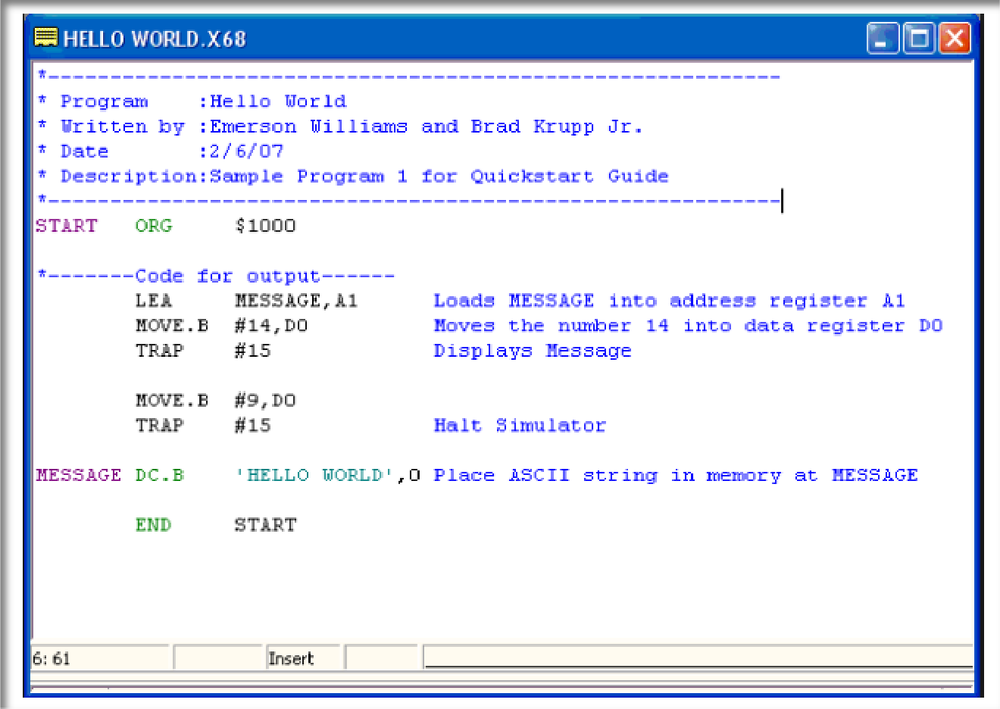 HELLO WORLD.X68
*-----------------------------------------------------------
* Program    :Hello World
* Written by :Emerson Williams and Brad Krupp Jr.
* Date       :2/6/07
* Description:Sample Program 1 for Quickstart Guide
*-----------------------------------------------------------
START   ORG     $1000
*-------Code for output------
        LEA     MESSAGE,A1      Loads MESSAGE into address register A1
        MOVE.B  #14,D0          Moves the number 14 into data register D0
        TRAP    #15             Displays Message
        MOVE.B  #9,D0
        TRAP    #15             Halt Simulator
MESSAGE DC.B    'HELLO WORLD',0 Place ASCII string in memory at MESSAGE
        END     START
6: 61 Insert